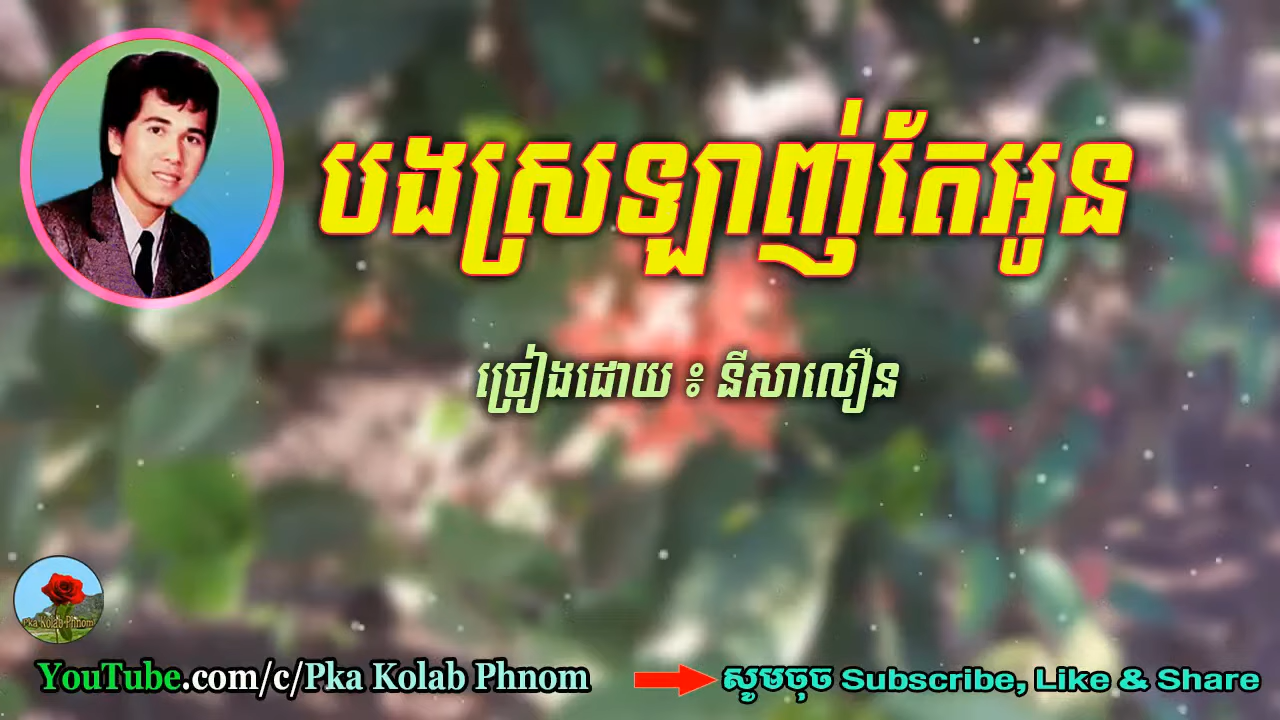 បងស្រឡាញ់តែអូន
ច្រៀងដោយ ៖ នីសាលឿន
Pka Kolab Phnom
YouTube.com/c/Pka Kolab Phnom
សូមចុច Subscribe, Like & Share